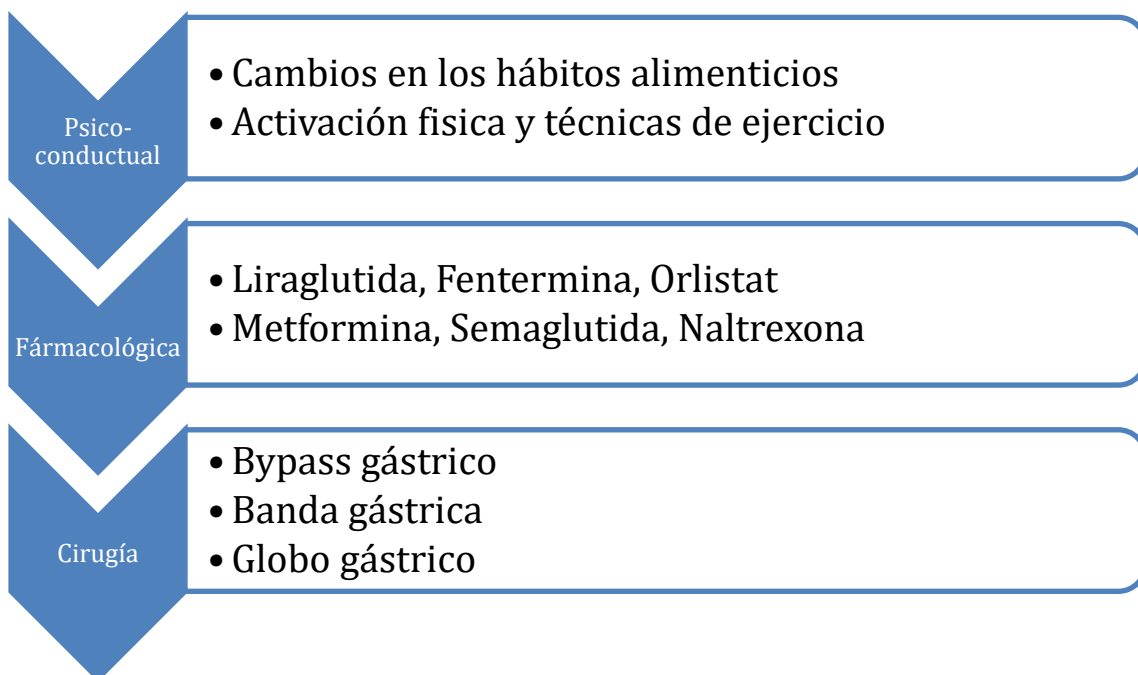 Psico-
conductual
• Cambios en los hábitos alimenticios
• Activación fisica y técnicas de ejercicio
Fármacológica
• Liraglutida, Fentermina, Orlistat
• Metformina, Semaglutida, Naltrexona
Cirugía
• Bypass gástrico
• Banda gástrica
• Globo gástrico